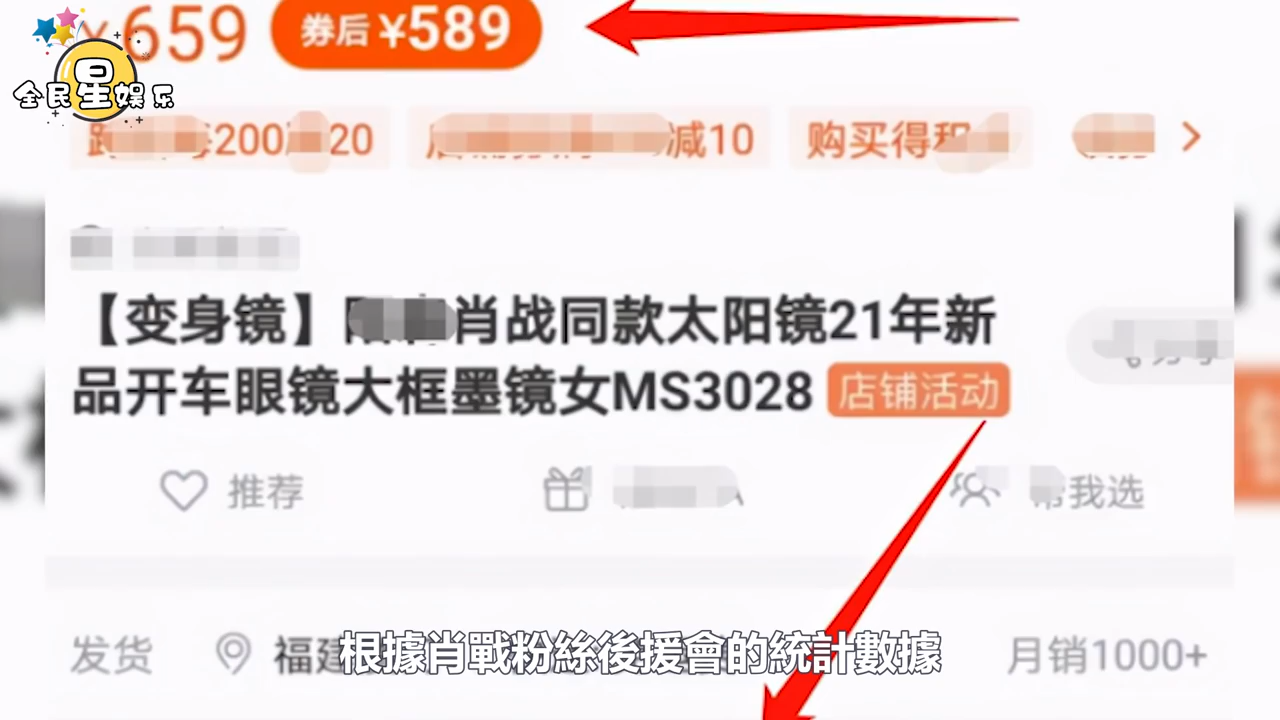 ¥659 券后 ¥589
全民星娱乐
200 20 减10 购买得积
【变身镜】 肖战同款太阳镜21年新
品开车眼镜大框墨镜女MS3028 店铺活动
推荐 帮我选
发货 福建 月销1000+
根據肖戰粉絲後援會的統計數據